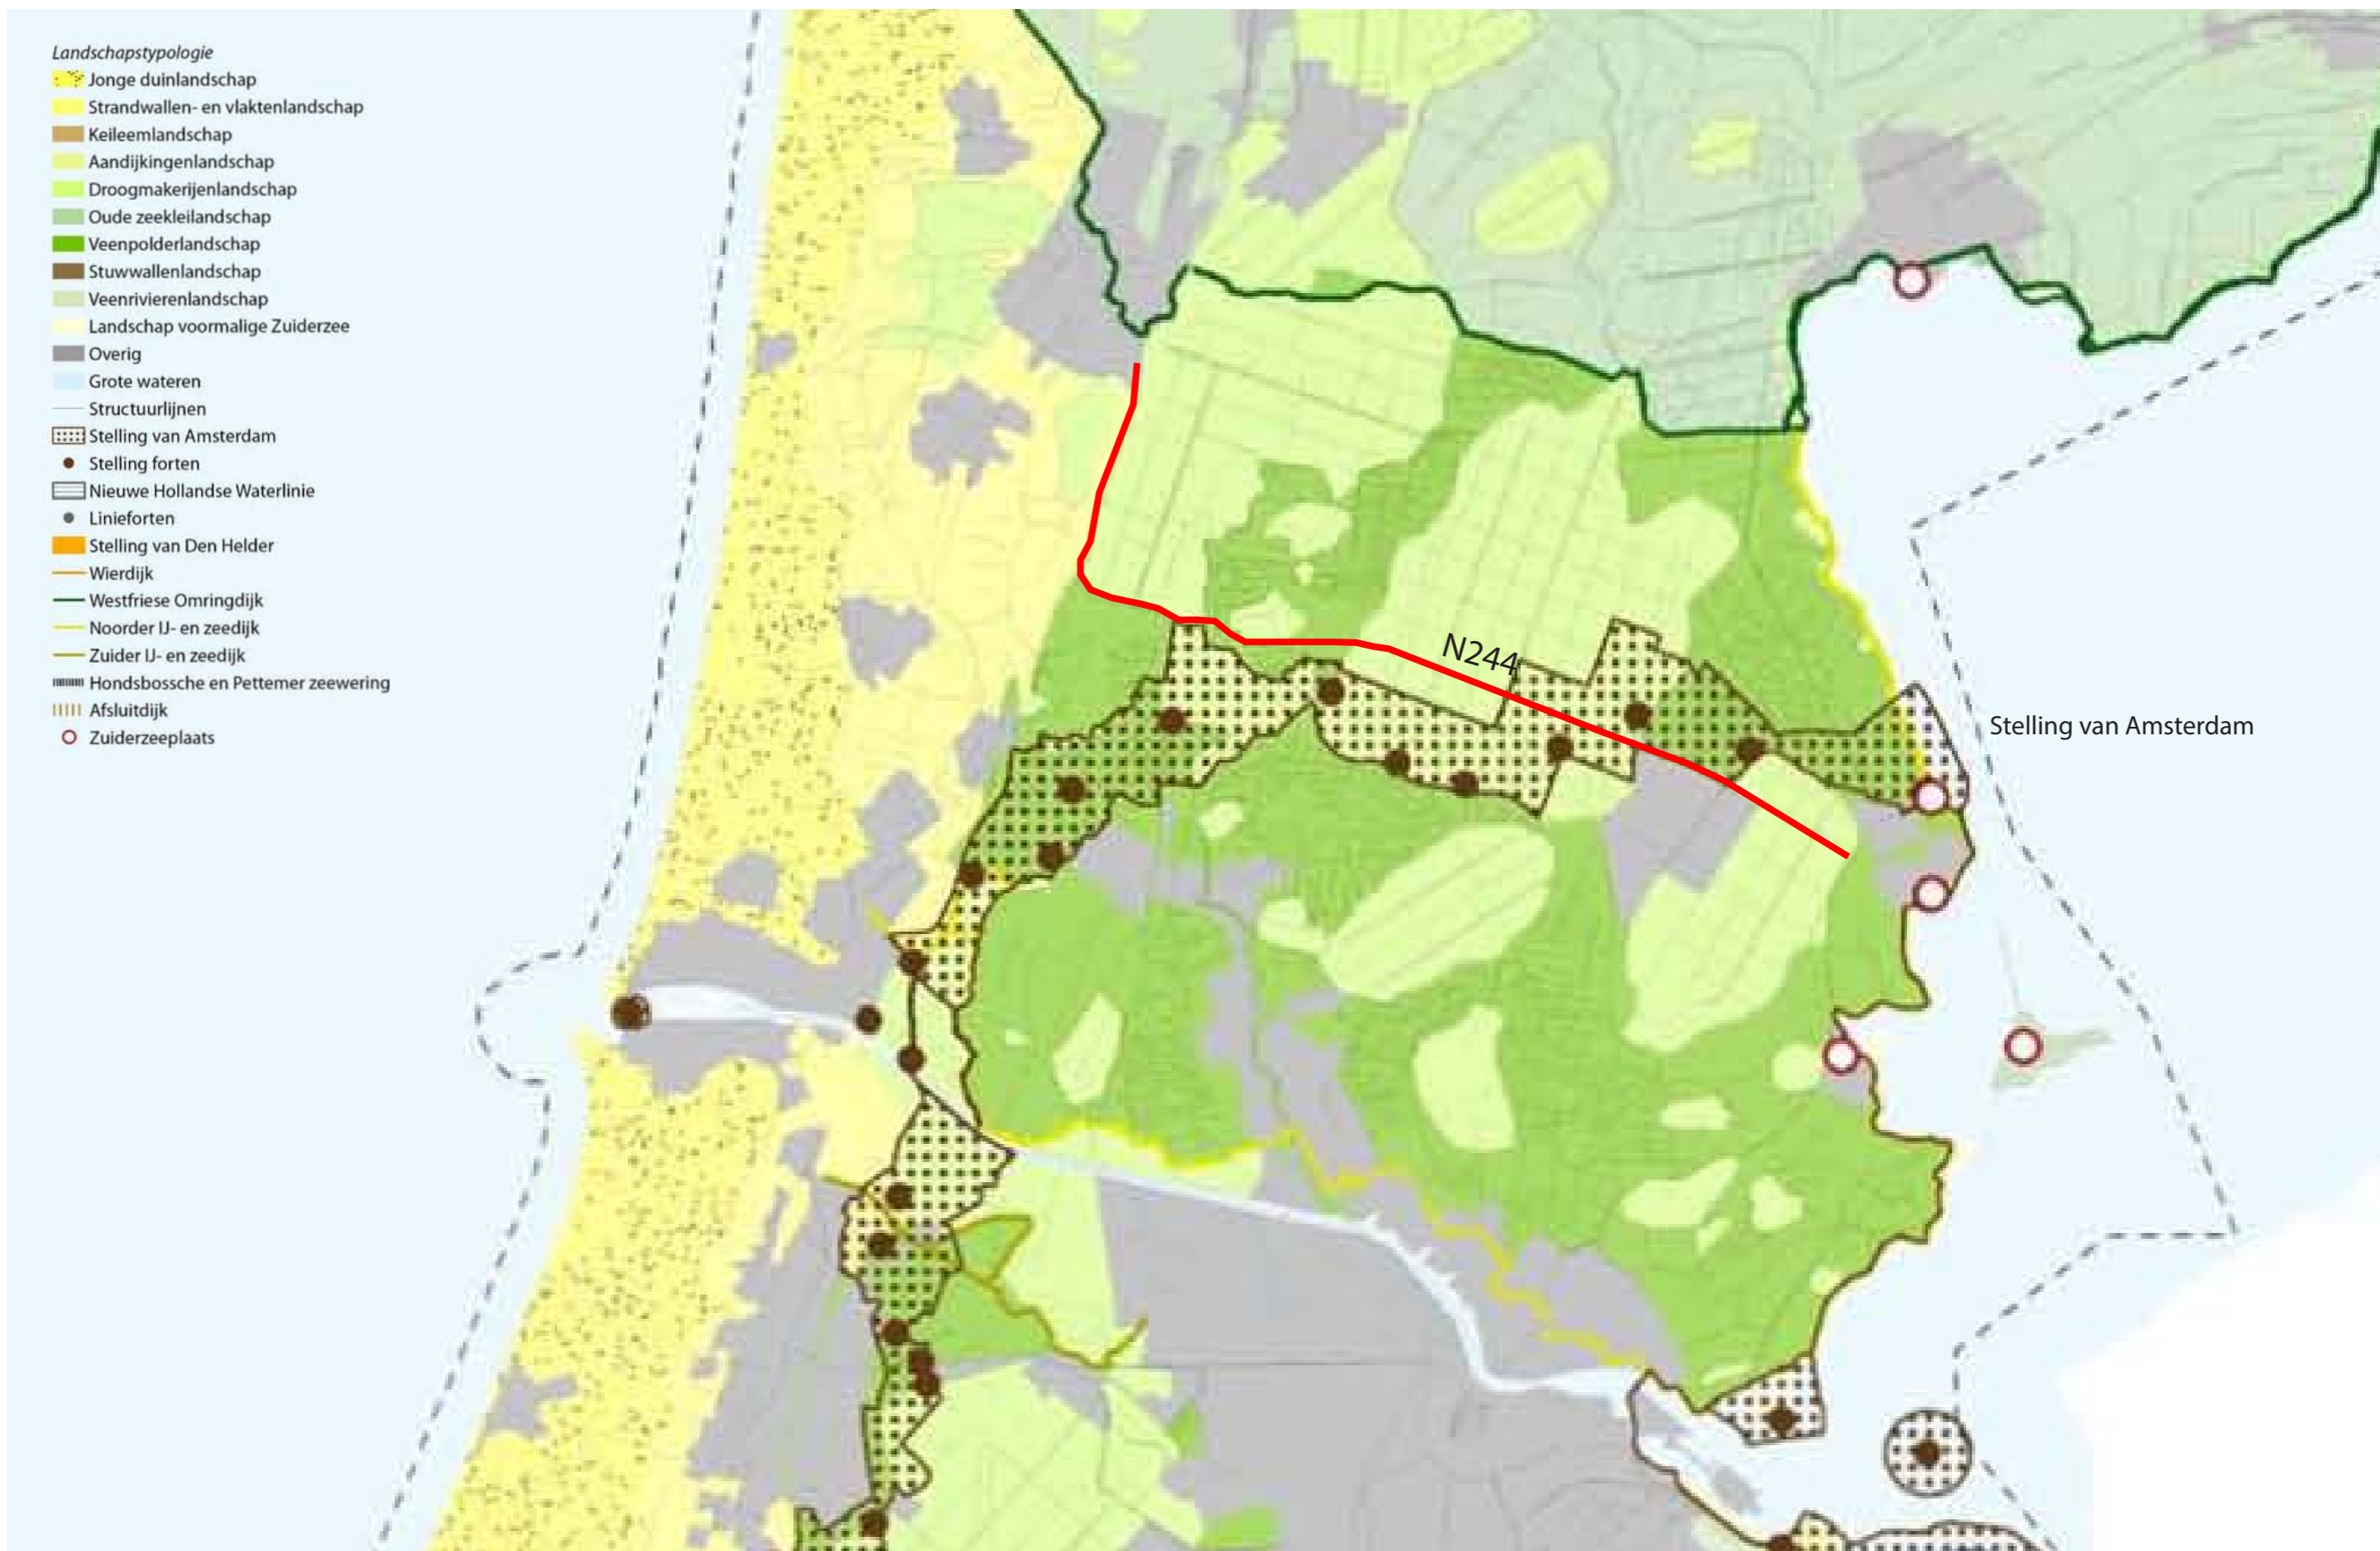 Landschapstypologie
Jonge duinlandschap
Strandwallen- en vlaktenlandschap
Keileemlandschap
Aandijkingenlandschap
Droogmakerijenlandschap
Oude zeekleilandschap
Veenpolderlandschap
Stuwwallenlandschap
Veenrivierenlandschap
Landschap voormalige Zuiderzee
Overig
Grote wateren
Structuurlijnen
Stelling van Amsterdam
Stelling forten
Nieuwe Hollandse Waterlinie
Linieforten
Stelling van Den Helder
Wierdijk
Westfriese Omringdijk
Noorder IJ- en zeedijk
Zuider IJ- en zeedijk
Hondsbossche en Pettemer zeewering
Afsluitdijk
Zuiderzeeplaats
N244
Stelling van Amsterdam